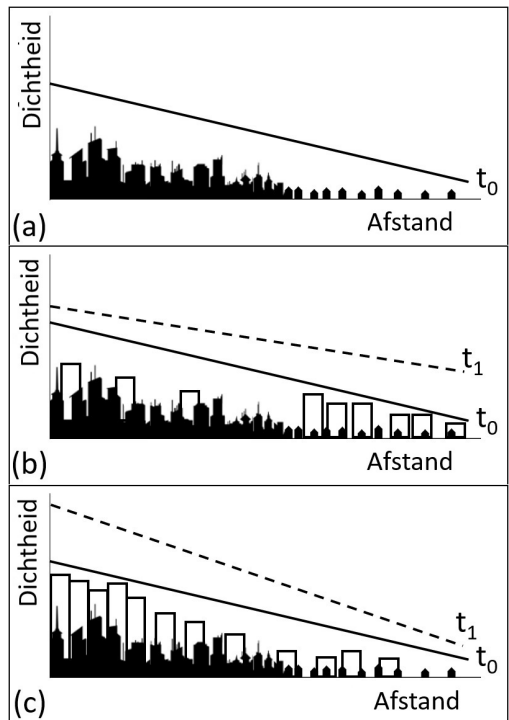 Dichtheid
t0
Afstand
(a)
Dichtheid
t1
t0
Afstand
(b)
Dichtheid
t1
t0
Afstand
(c)